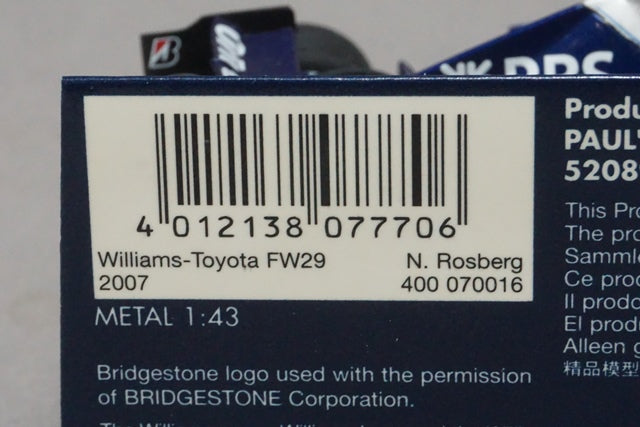 4 012138 077706
Williams-Toyota FW29 N. Rosberg
2007 400 070016
METAL 1:43
Bridgestone logo used with the permission
of BRIDGESTONE Corporation.
Produ
PAUL'
5208
This Pro
The pro
Sammle
Ce prod
Il prodo
El produ
Alleen g
精品模型